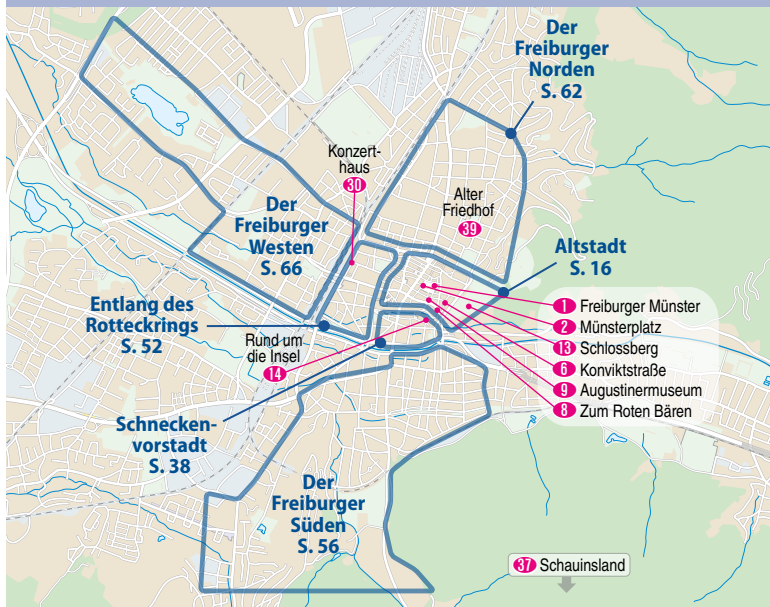 Der
Freiburger
Norden
S. 62
Konzert-
haus
30
Alter
Friedhof
39
Der
Freiburger
Westen
S. 66
Altstadt
S. 16
Entlang des
Rotteckrings
S. 52
1 Freiburger Münster
2 Münsterplatz
13 Schlossberg
6 Konviktstraße
9 Augustinermuseum
8 Zum Roten Bären
Rund um
die Insel
14
Schnecken-
vorstadt
S. 38
Der
Freiburger
Süden
S. 56
37 Schauinsland